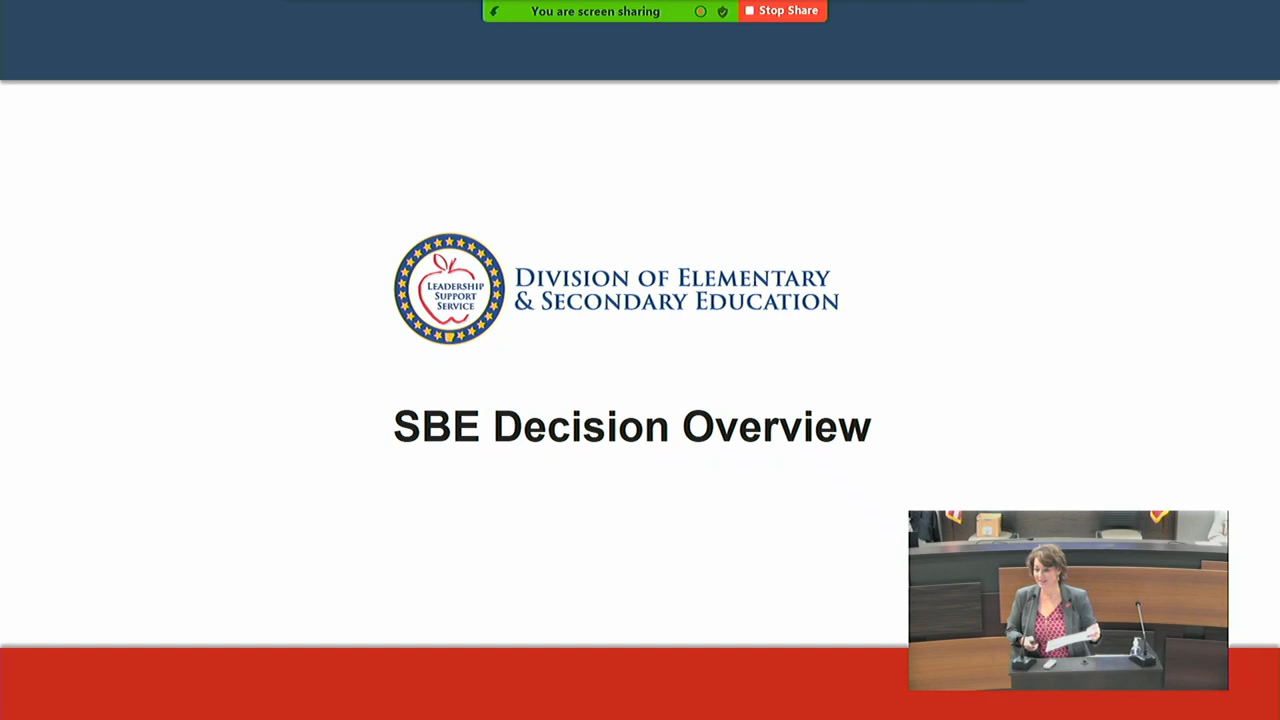 You are screen sharing
Stop Share
LEADERSHIP
SUPPORT
SERVICE
DIVISION OF ELEMENTARY
& SECONDARY EDUCATION
SBE Decision Overview